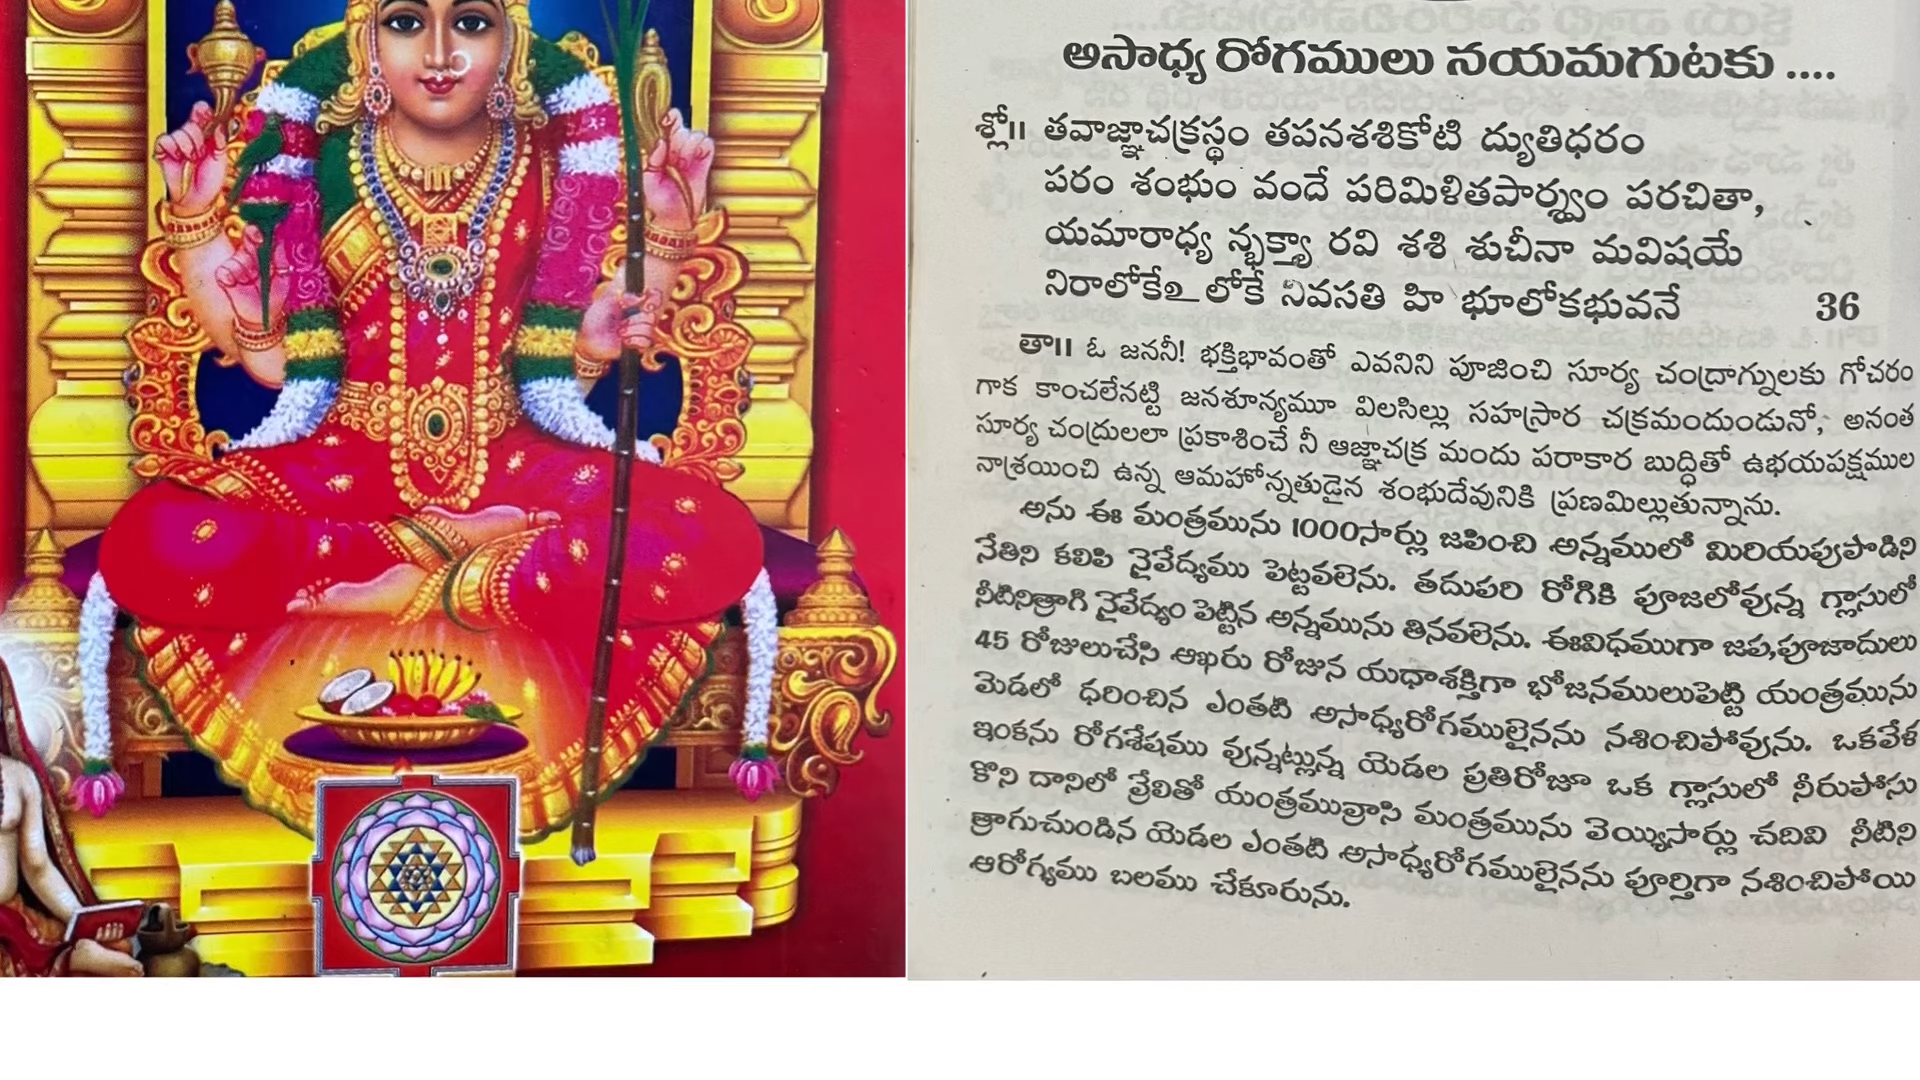 అసాధ్య రోగములు నయమగుటకు ....
శ్లో॥ తవాజ్ఞాచక్రస్థం తపనశశికోటి ద్యుతిధరం
పరం శంభుం వందే పరిమిళితపార్శ్వం పరచితా,
యమారాధ్య న్భక్త్యా రవి శశి శుచీనా మవిషయే
నిరాలోకేఽ లోకే నివసతి హి భూలోకభువనే 36
తా॥ ఓ జననీ! భక్తిభావంతో ఎవనిని పూజించి సూర్య చంద్రాగ్నులకు గోచరం
గాక కాంచలేనట్టి జనశూన్యమూ విలసిల్లు సహస్రార చక్రమందుండునో, అనంత
సూర్య చంద్రులలా ప్రకాశించే నీ ఆజ్ఞాచక్ర మందు పరాకార బుద్ధితో ఉభయపక్షముల
నాశ్రయించి ఉన్న ఆమహోన్నతుడైన శంభుదేవునికి ప్రణమిల్లుతున్నాను.
అను ఈ మంత్రమును 1000సార్లు జపించి అన్నములో మిరియపుపొడిని
నేతిని కలిపి నైవేద్యము పెట్టవలెను. తదుపరి రోగికి పూజలోవున్న గ్లాసులో
నీటినిత్రాగి నైవేద్యం పెట్టిన అన్నమును తినవలెను. ఈవిధముగా జప,పూజాదులు
45 రోజులుచేసి ఆఖరు రోజున యధాశక్తిగా భోజనములుపెట్టి యంత్రమును
మెడలో ధరించిన ఎంతటి అసాధ్యరోగములైనను నశించిపోవును. ఒకవేళ
ఇంకను రోగశేషము వున్నట్లున్న యెడల ప్రతిరోజూ ఒక గ్లాసులో నీరుపోసు
కొని దానిలో వ్రేలితో యంత్రమువ్రాసి మంత్రమును వెయ్యిసార్లు చదివి నీటిని
త్రాగుచుండిన యెడల ఎంతటి అసాధ్యరోగములైనను పూర్తిగా నశించిపోయి
ఆరోగ్యము బలము చేకూరును.